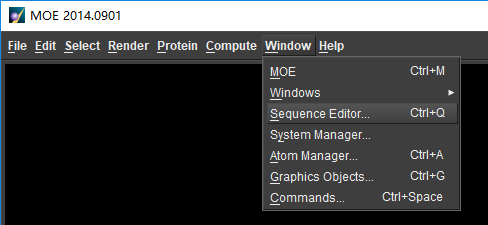 MOE 2014.0901
File Edit Select Render Protein Compute Window Help
MOE Ctrl+M
Windows
Sequence Editor... Ctrl+Q
System Manager...
Atom Manager... Ctrl+A
Graphics Objects... Ctrl+G
Commands... Ctrl+Space